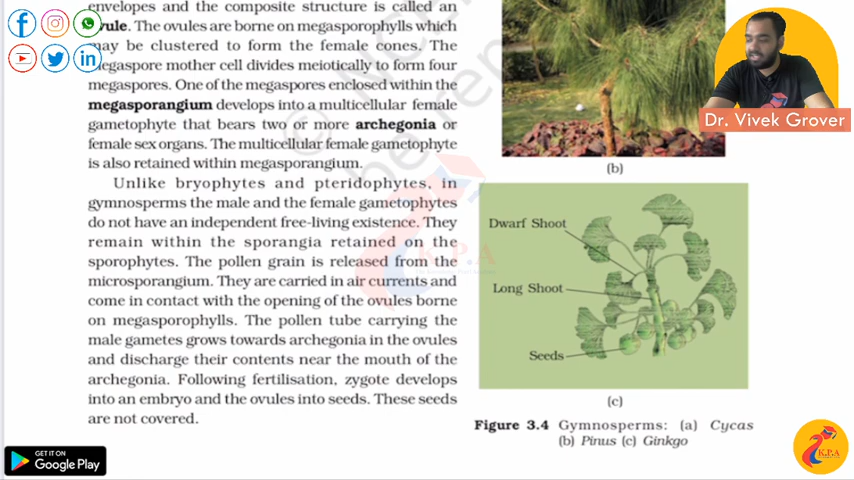 envelopes and the composite structure is called an
ovule. The ovules are borne on megasporophylls which
may be clustered to form the female cones. The
megaspore mother cell divides meiotically to form four
megaspores. One of the megaspores enclosed within the
megasporangium develops into a multicellular female
gametophyte that bears two or more archegonia or
female sex organs. The multicellular female gametophyte
is also retained within megasporangium.
Unlike bryophytes and pteridophytes, in
gymnosperms the male and the female gametophytes
do not have an independent free-living existence. They
remain within the sporangia retained on the
sporophytes. The pollen grain is released from the
microsporangium. They are carried in air currents and
come in contact with the opening of the ovules borne
on megasporophylls. The pollen tube carrying the
male gametes grows towards archegonia in the ovules
and discharge their contents near the mouth of the
archegonia. Following fertilisation, zygote develops
into an embryo and the ovules into seeds. These seeds
are not covered.
Dr. Vivek Grover
(b)
Dwarf Shoot
Long Shoot
Seeds
(c)
Figure 3.4 Gymnosperms: (a) Cycas
(b) Pinus (c) Ginkgo
K.P.A
GET IT ON
Google Play
K.P.A